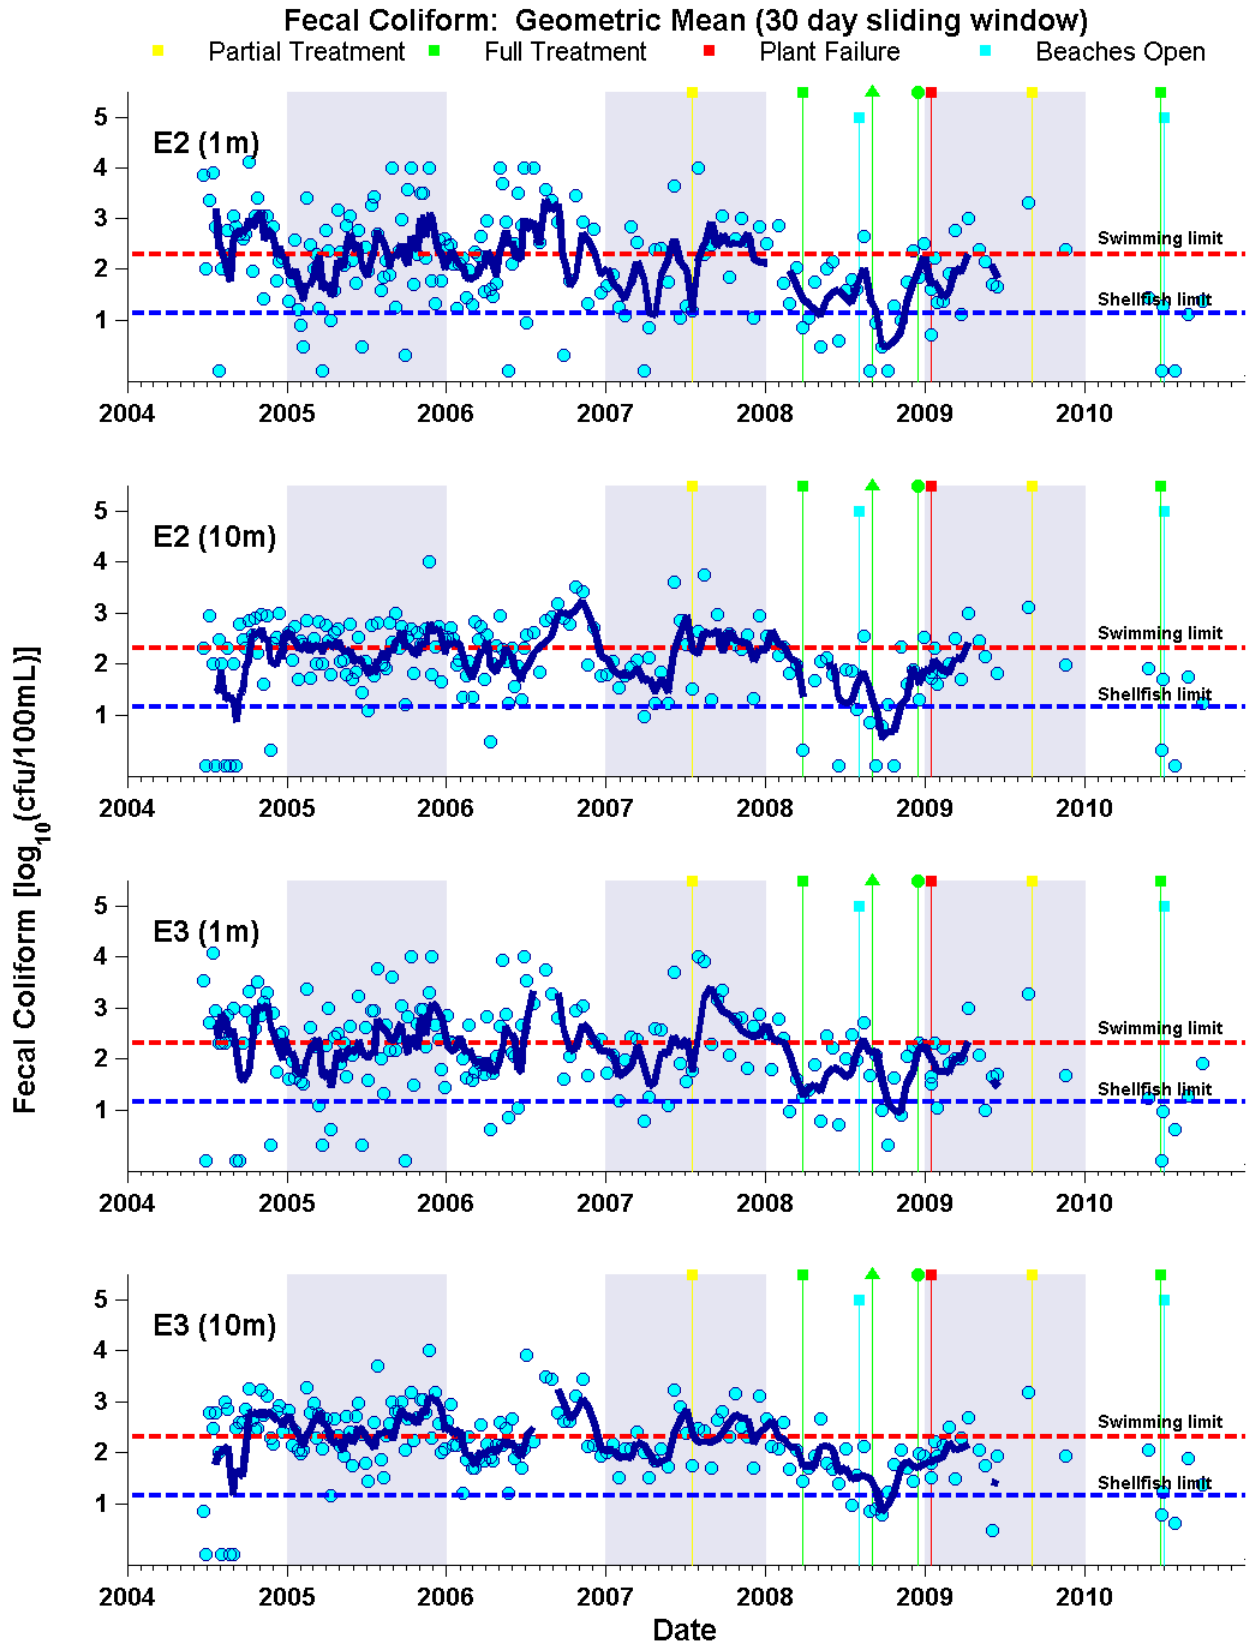 Fecal Coliform:  Geometric Mean (30 day sliding window)
Partial Treatment Full Treatment Plant Failure Beaches Open
E2 (1m)
5
4
3
2
1
Swimming limit
Shellfish limit
2004 2005 2006 2007 2008 2009 2010
E2 (10m)
5
4
3
2
1
Swimming limit
Shellfish limit
2004 2005 2006 2007 2008 2009 2010
Fecal Coliform [log10(cfu/100mL)]
E3 (1m)
5
4
3
2
1
Swimming limit
Shellfish limit
2004 2005 2006 2007 2008 2009 2010
E3 (10m)
5
4
3
2
1
Swimming limit
Shellfish limit
2004 2005 2006 2007 2008 2009 2010
Date